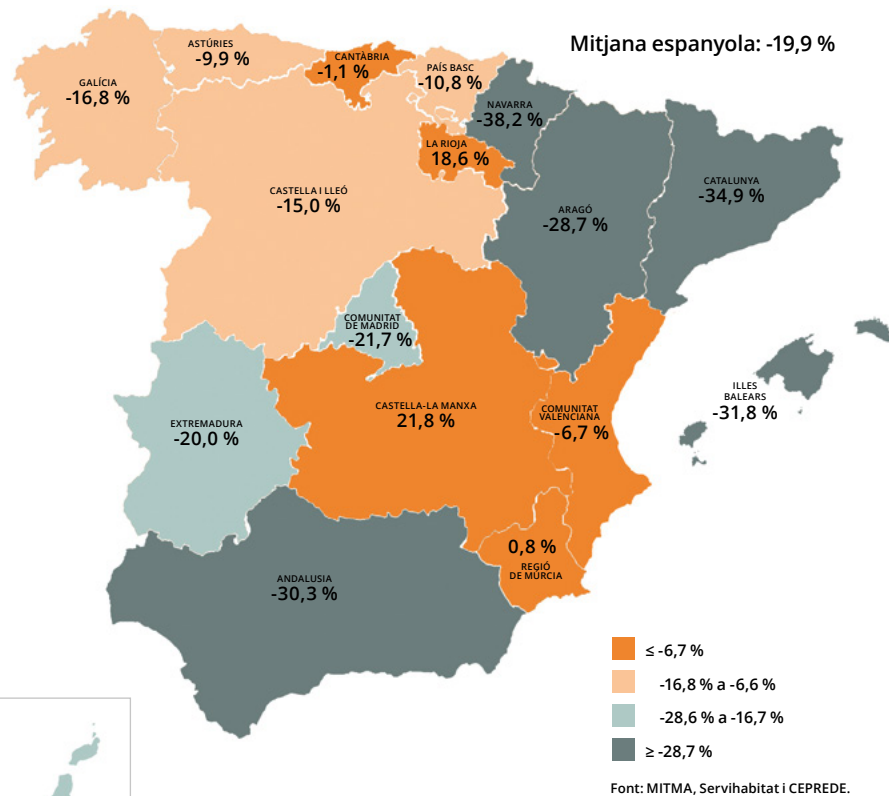 Mitjana espanyola: -19,9 %
ASTÚRIES
-9,9 %
CANTÀBRIA
-1,1 %
PAÍS BASC
-10,8 %
GALÍCIA
-16,8 %
NAVARRA
-38,2 %
LA RIOJA
18,6 %
CATALUNYA
-34,9 %
CASTELLA I LLEÓ
-15,0 %
ARAGÓ
-28,7 %
COMUNITAT
DE MADRID
-21,7 %
ILLES
BALEARS
-31,8 %
CASTELLA-LA MANXA
21,8 %
COMUNITAT
VALENCIANA
-6,7 %
EXTREMADURA
-20,0 %
0,8 %
REGIÓ
DE MÚRCIA
ANDALUSIA
-30,3 %
≤ -6,7 %
-16,8 % a -6,6 %
-28,6 % a -16,7 %
≥ -28,7 %
Font: MITMA, Servihabitat i CEPREDE.